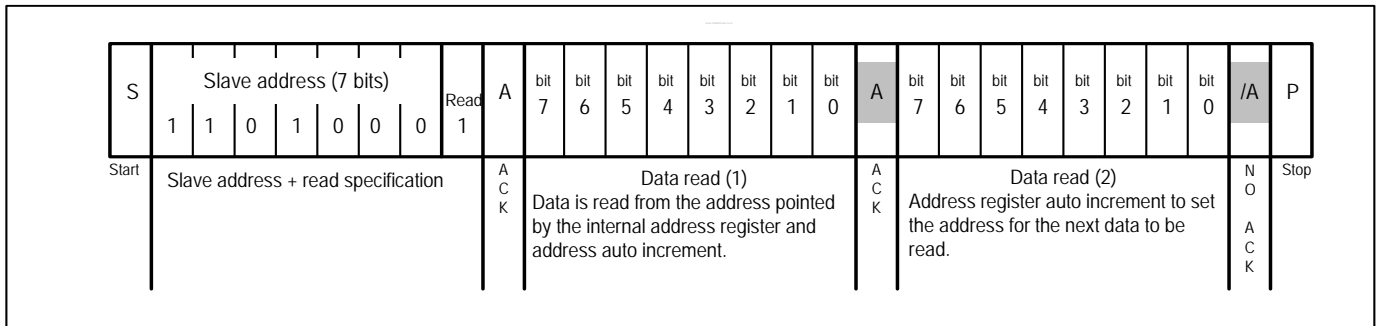 S Slave address (7 bits) Read A bit bit bit bit bit bit bit bit A bit bit bit bit bit bit bit bit /A P
1 1 0 1 0 0 0 1 7 6 5 4 3 2 1 0 7 6 5 4 3 2 1 0
Start Slave address + read specification
A
C
K
Data read (1)
Data is read from the address pointed
by the internal address register and
address auto increment.
A
C
K
Data read (2)
Address register auto increment to set
the address for the next data to be
read.
N
O
A
C
K
Stop